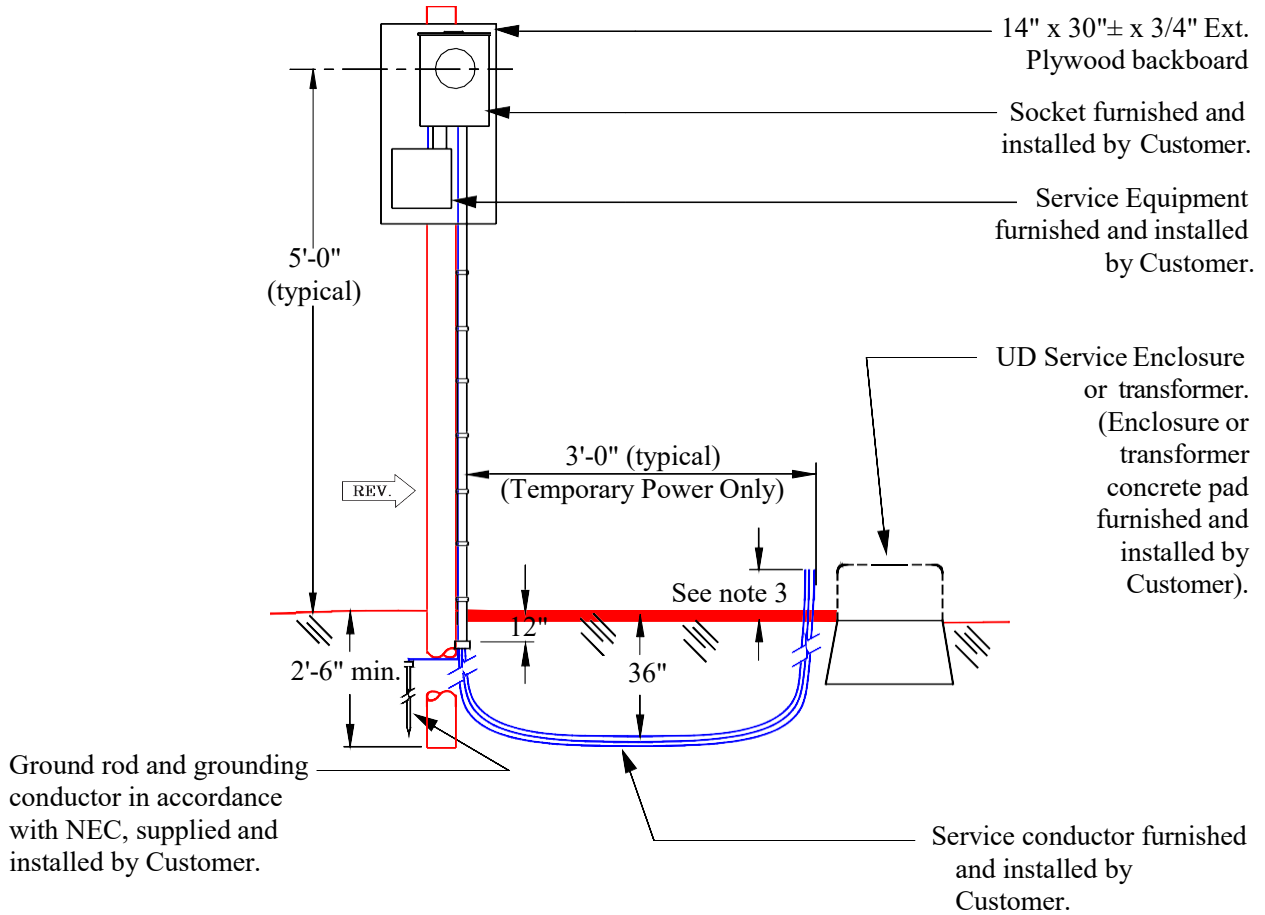 14" x 30"± x 3/4" Ext.
Plywood backboard
Socket furnished and
installed by Customer.
Service Equipment
furnished and installed
by Customer.
5'-0"
(typical)
UD Service Enclosure
or transformer.
(Enclosure or
transformer
concrete pad
furnished and
installed by
Customer).
3'-0" (typical)
(Temporary Power Only)
REV.
See note 3
12"
2'-6" min.
36"
Ground rod and grounding
conductor in accordance
with NEC, supplied and
installed by Customer.
Service conductor furnished
and installed by
Customer.